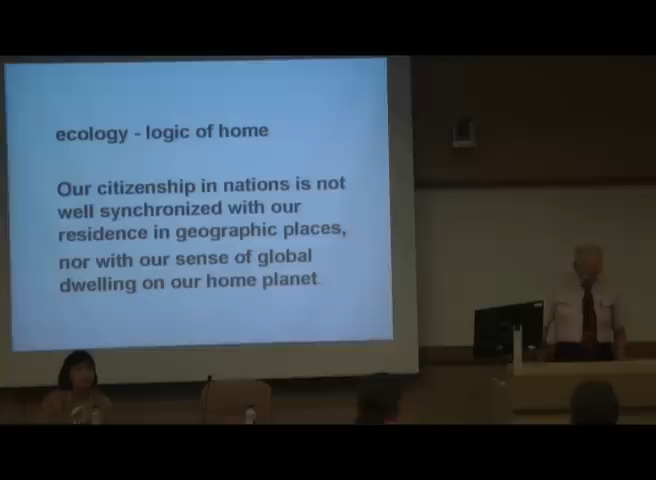 ecology - logic of home
Our citizenship in nations is not
well synchronized with our
residence in geographic places,
nor with our sense of global
dwelling on our home planet